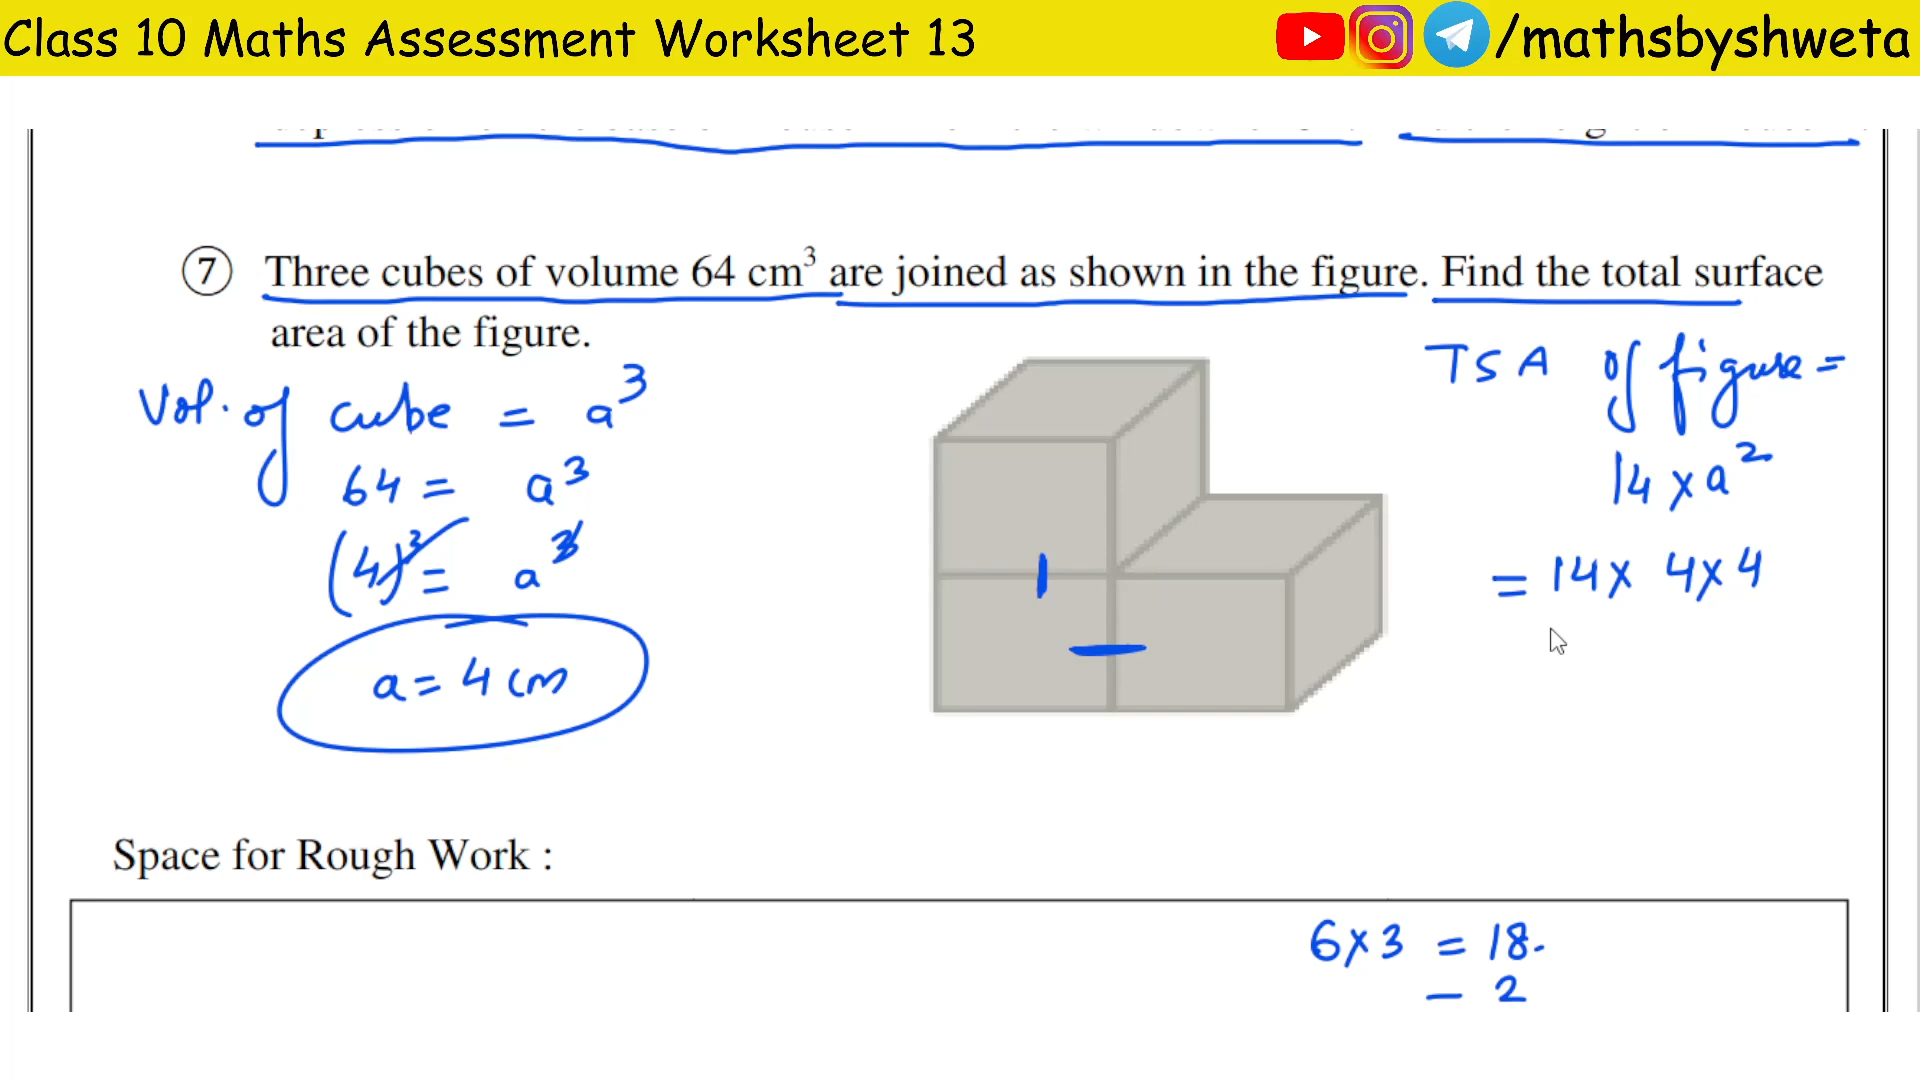 Class 10 Maths Assessment Worksheet 13
/mathsbyshweta
7 Three cubes of volume 64 cm³ are joined as shown in the figure. Find the total surface
area of the figure.
Vol. of cube = a³
64 = a³
(4)³ = a³
a = 4 cm
TSA of figure =
14 x a²
= 14 x 4 x 4
Space for Rough Work :
6 x 3 = 18.
- 2